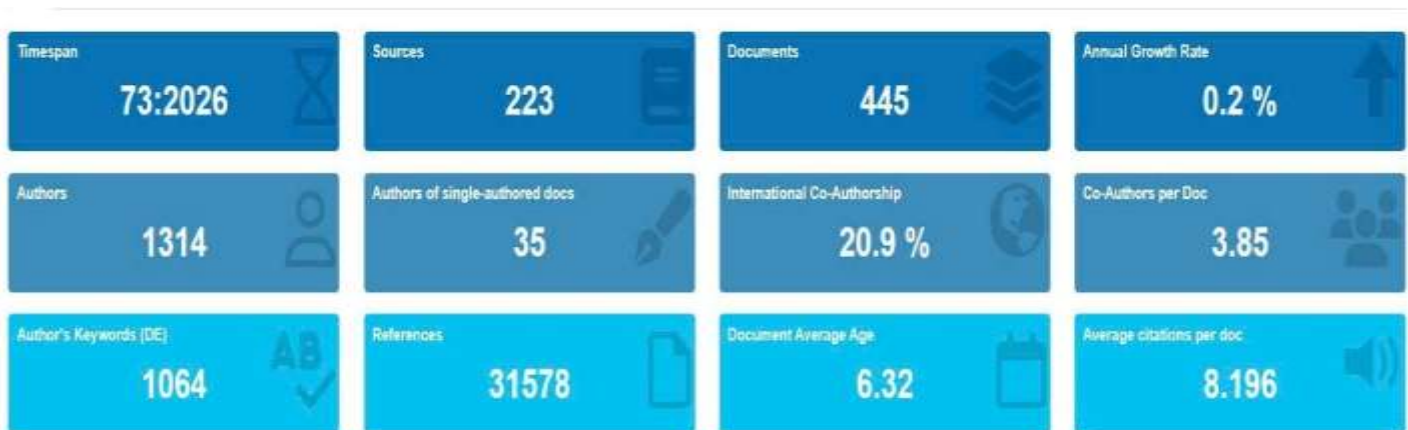 Timespan
73:2026
Sources
223
Documents
445
Annual Growth Rate
0.2 %
Authors
1314
Authors of single-authored docs
35
International Co-Authorship
20.9 %
Co-Authors per Doc
3.85
Author's Keywords (DE)
1064
AB
References
31578
Document Average Age
6.32
Average citations per doc
8.196